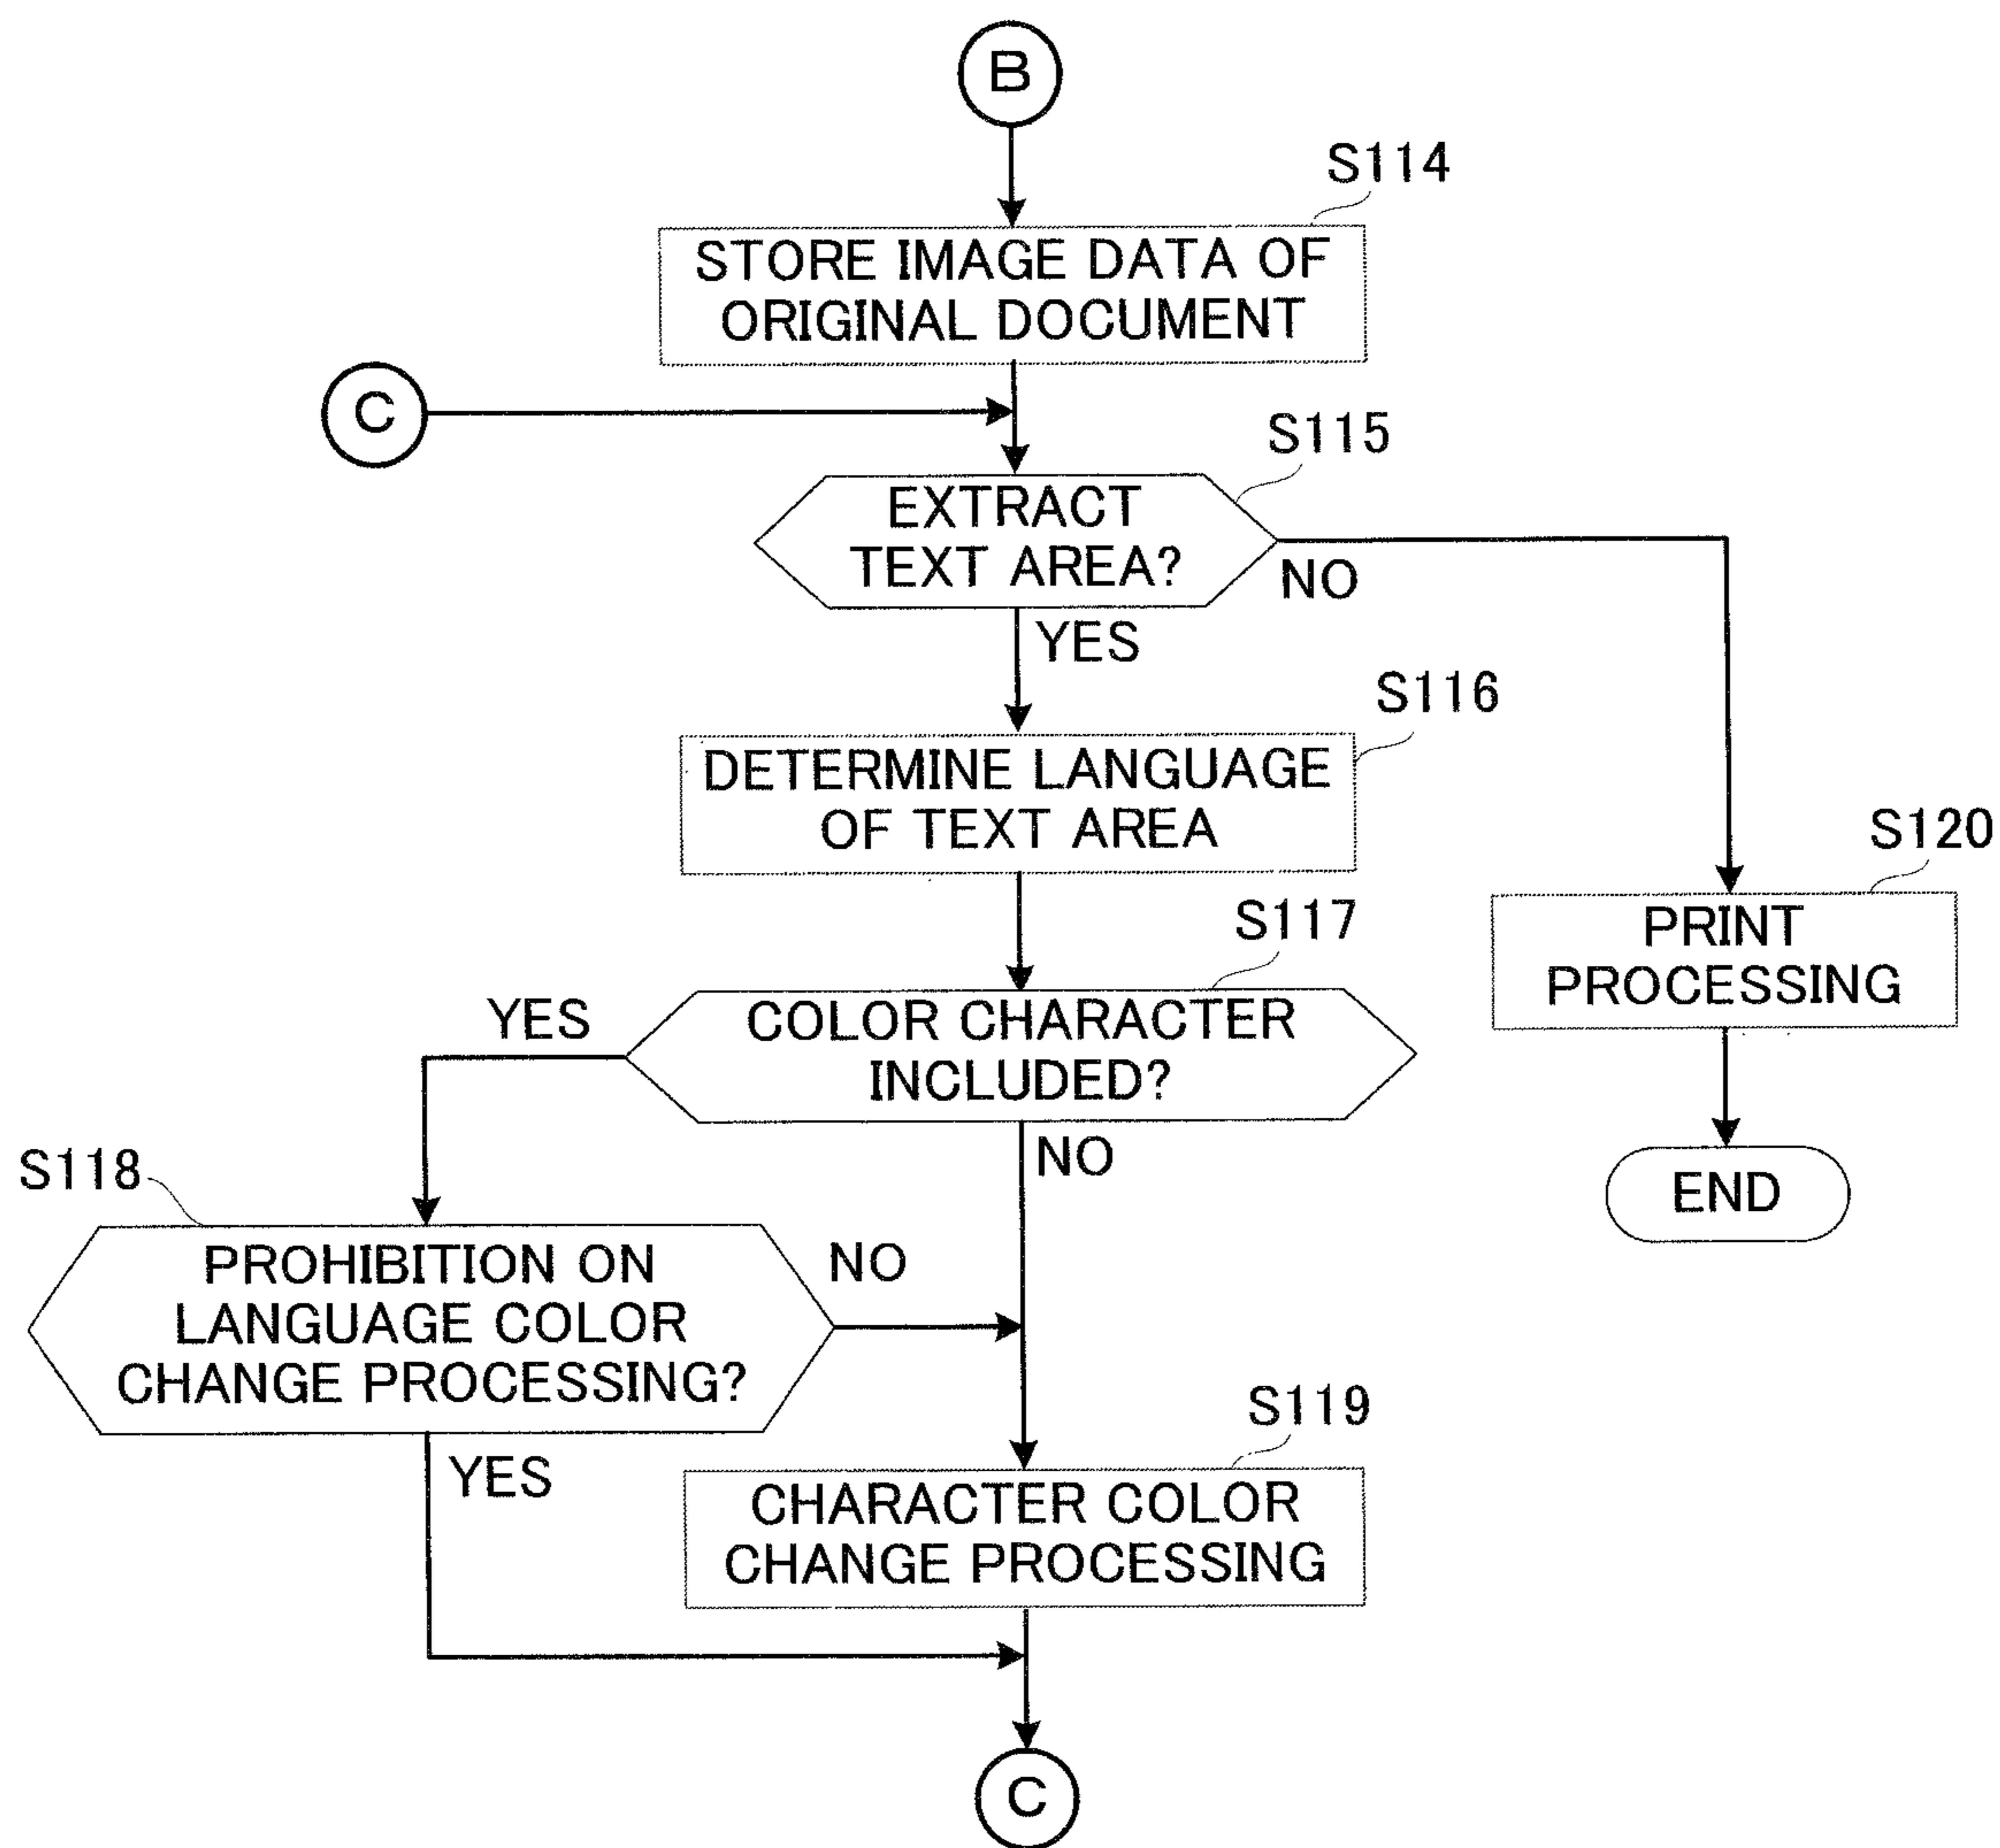 B
S114
STORE IMAGE DATA OF
ORIGINAL DOCUMENT
C
S115
EXTRACT
TEXT AREA?
NO
YES
S116
DETERMINE LANGUAGE
OF TEXT AREA
S120
PRINT
PROCESSING
S117
YES
COLOR CHARACTER
INCLUDED?
NO
END
S118
PROHIBITION ON
LANGUAGE COLOR
CHANGE PROCESSING?
NO
YES
S119
CHARACTER COLOR
CHANGE PROCESSING
C